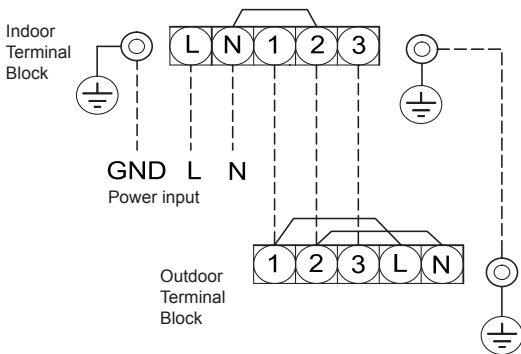 Indoor
Terminal
Block
L N 1 2 3
GND L N
Power input
1 2 3 L N
Outdoor
Terminal
Block